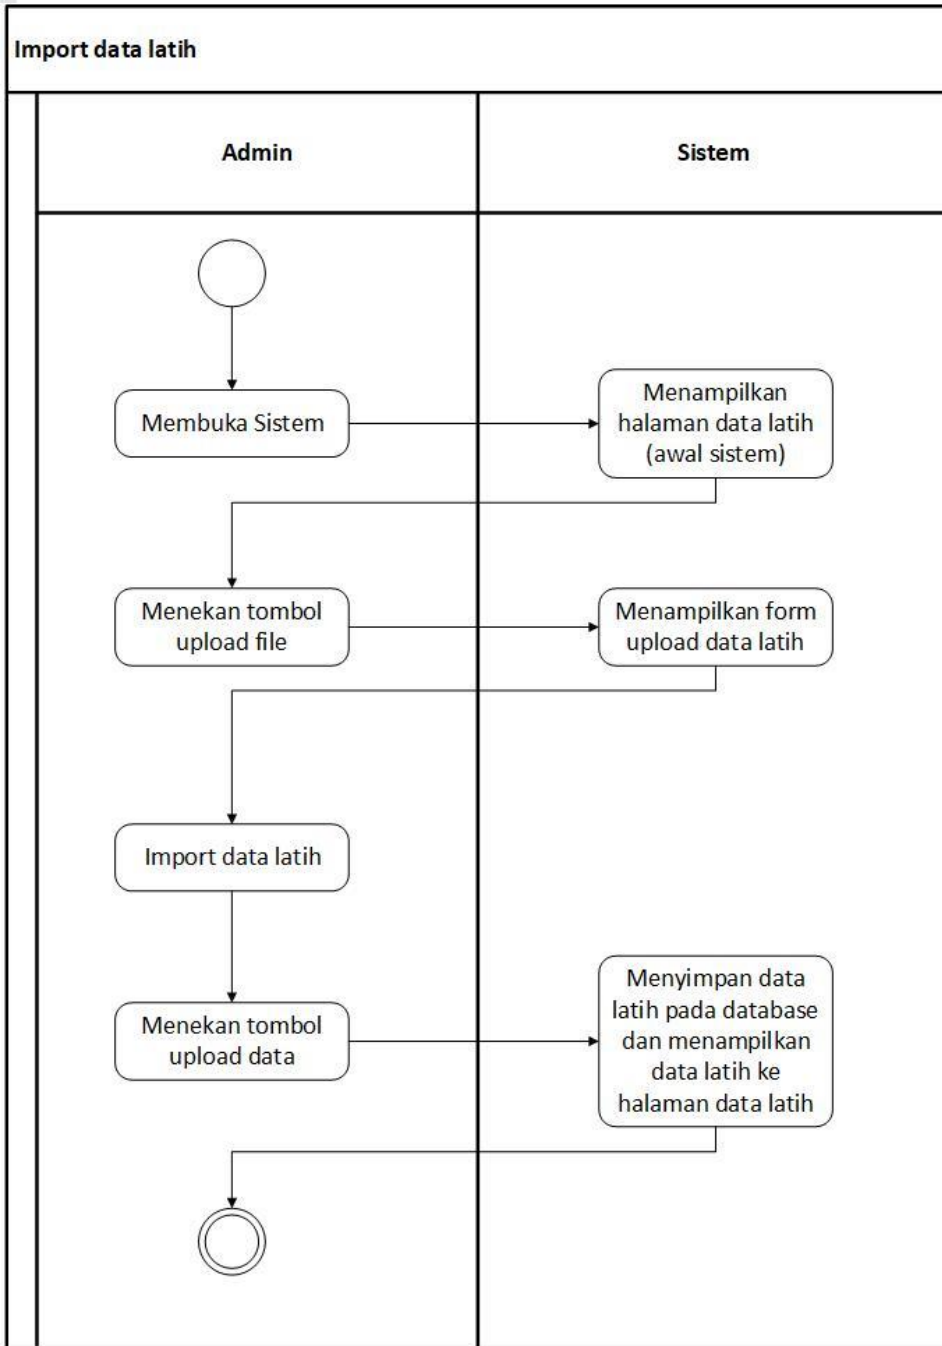 Import data latih
Admin
Sistem
Membuka Sistem
Menampilkan
halaman data latih
(awal sistem)
Menekan tombol
upload file
Menampilkan form
upload data latih
Import data latih
Menekan tombol
upload data
Menyimpan data
latih pada database
dan menampilkan
data latih ke
halaman data latih